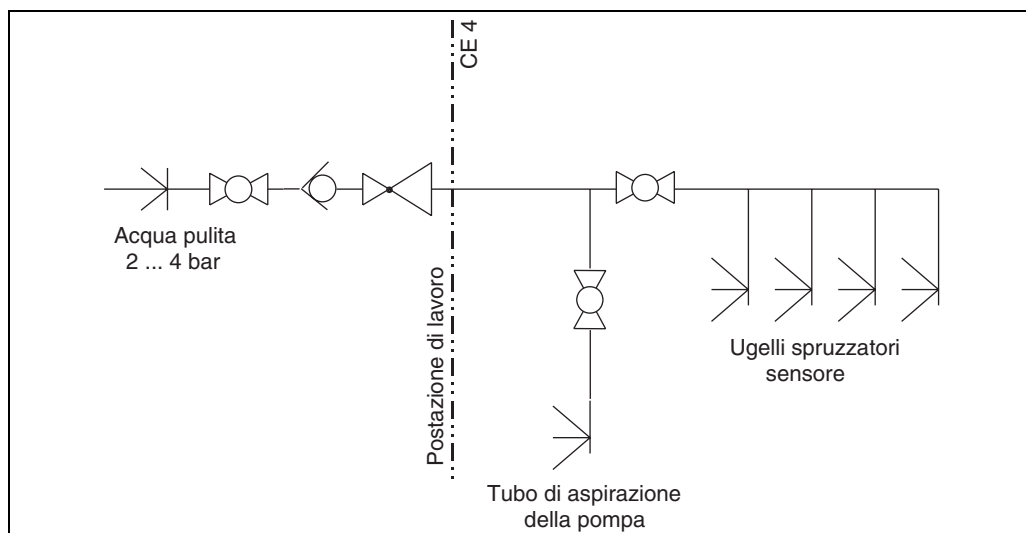 CE 4
Acqua pulita
2 ... 4 bar
Postazione di lavoro
Ugelli spruzzatori
sensore
Tubo di aspirazione
della pompa